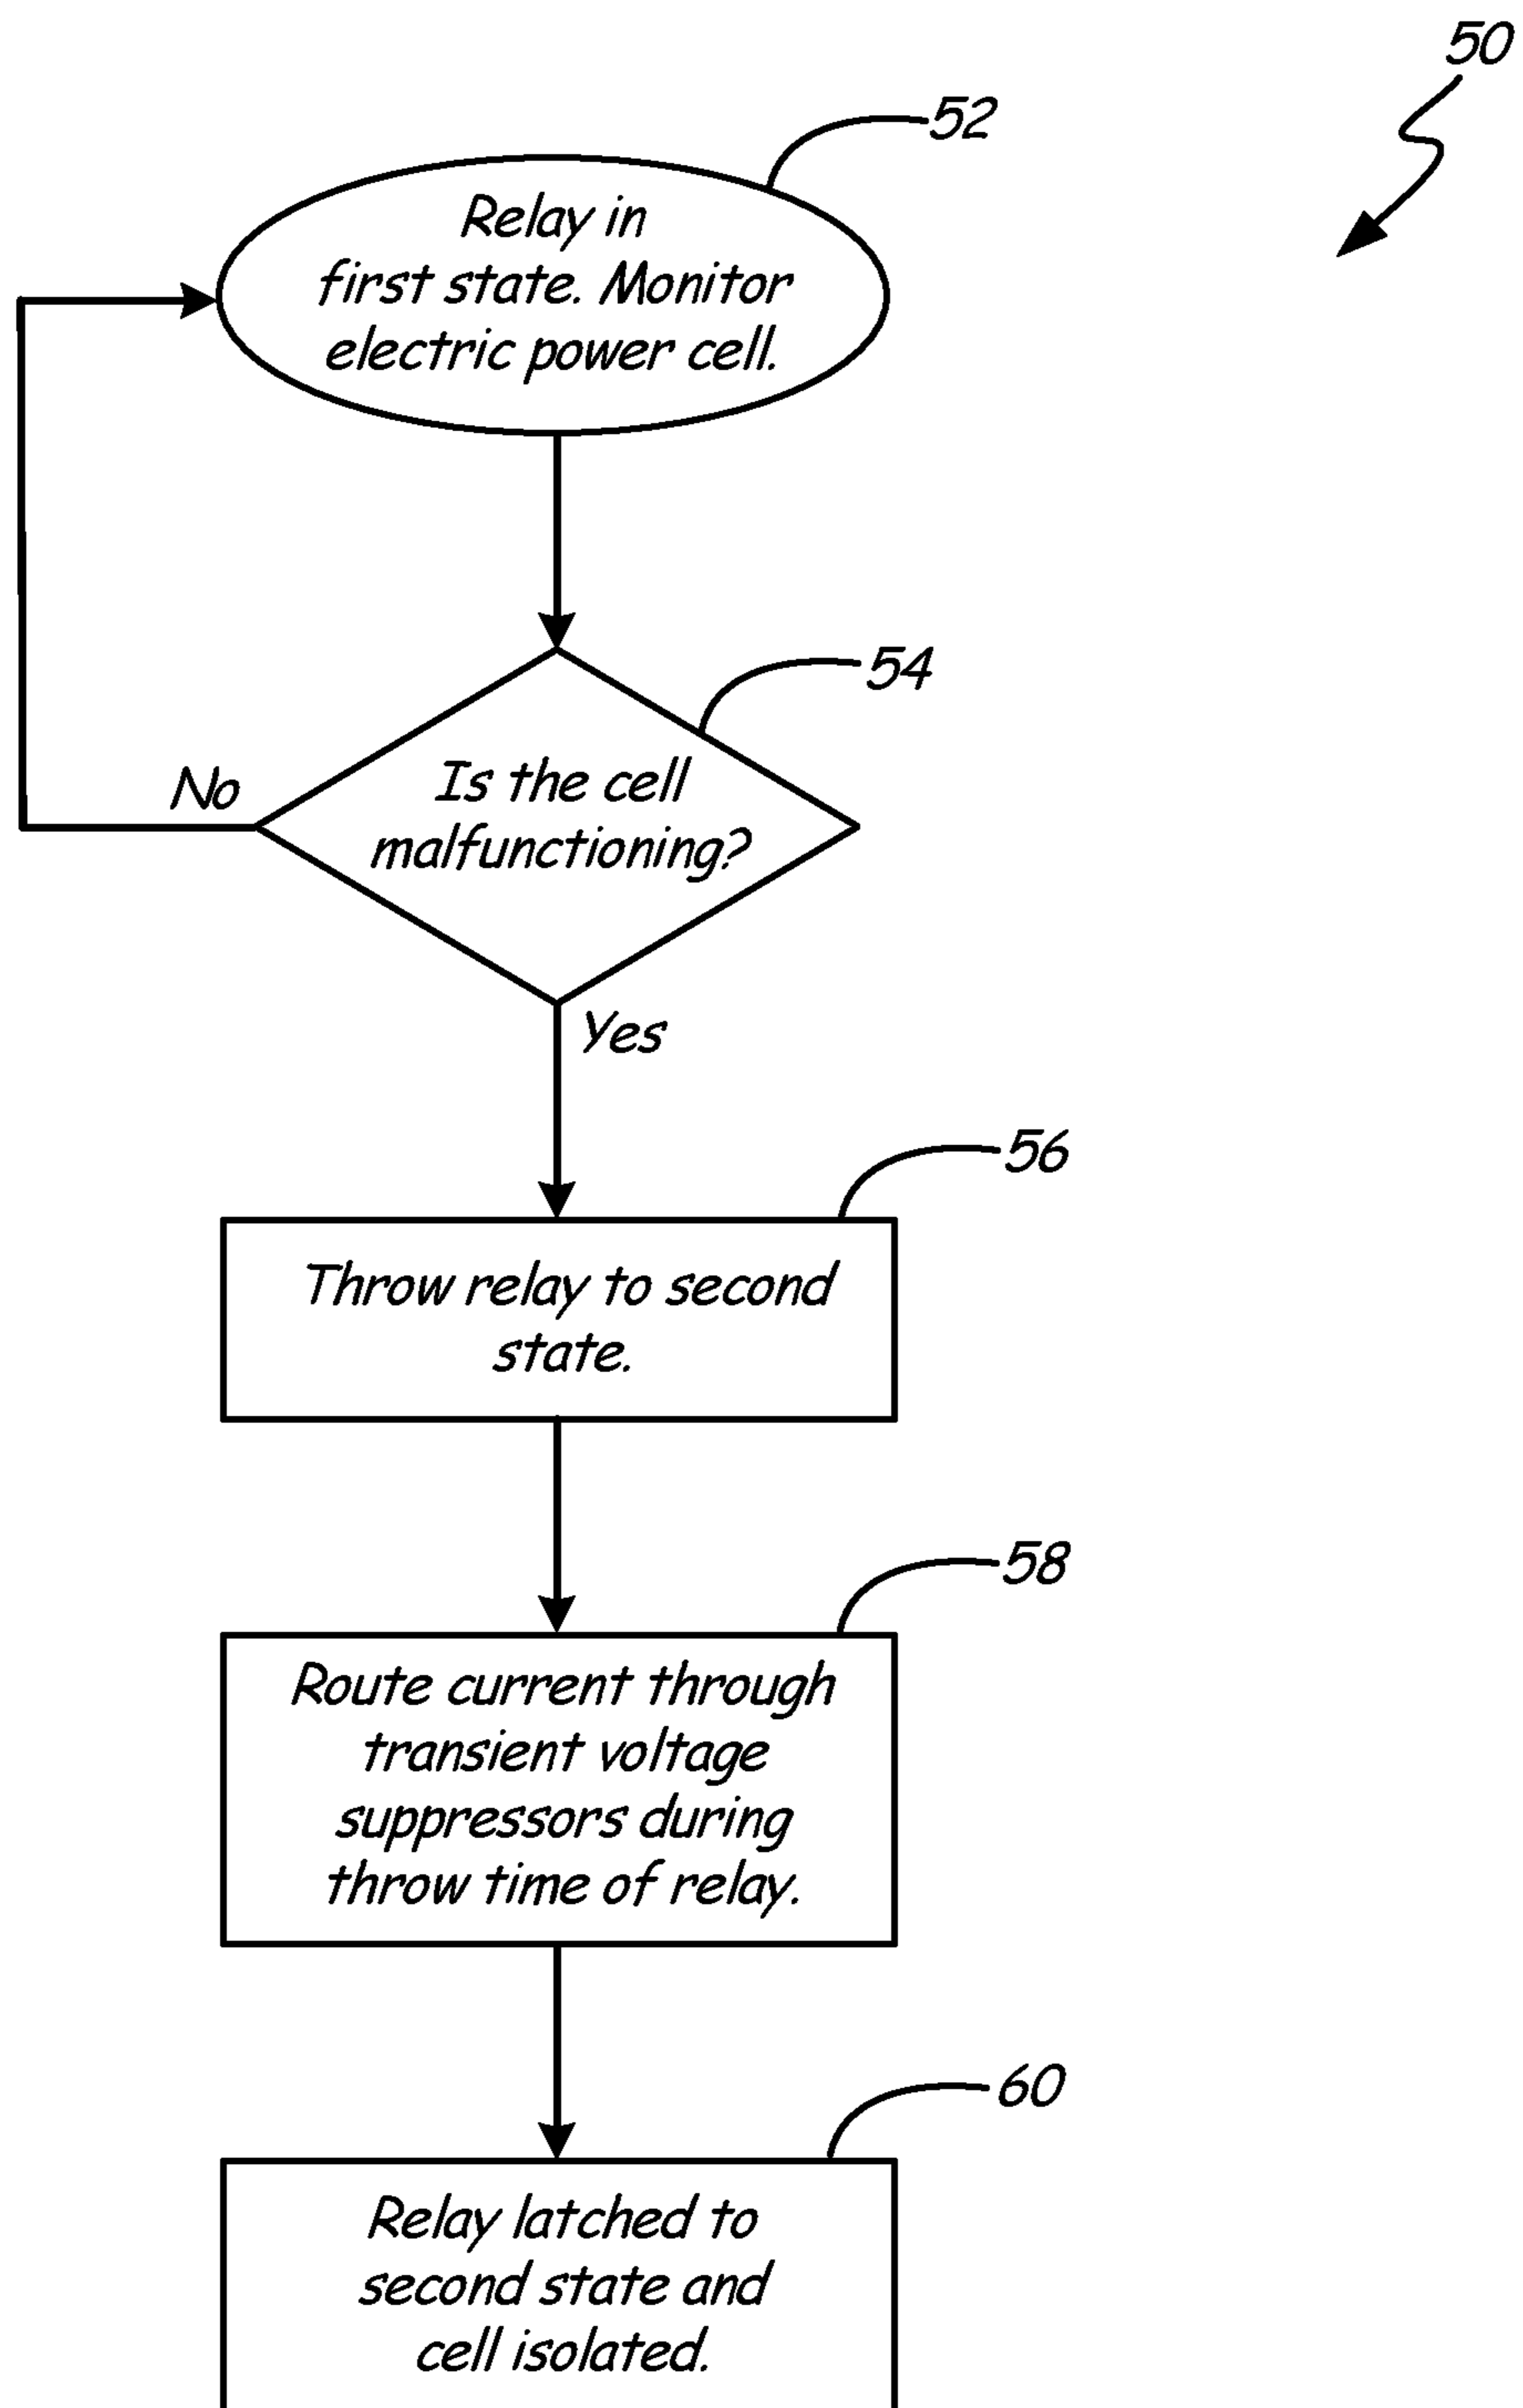 50
52
Relay in
first state. Monitor
electric power cell.
54
Is the cell
malfunctioning?
No
Yes
56
Throw relay to second
state.
58
Route current through
transient voltage
suppressors during
throw time of relay.
60
Relay latched to
second state and
cell isolated.